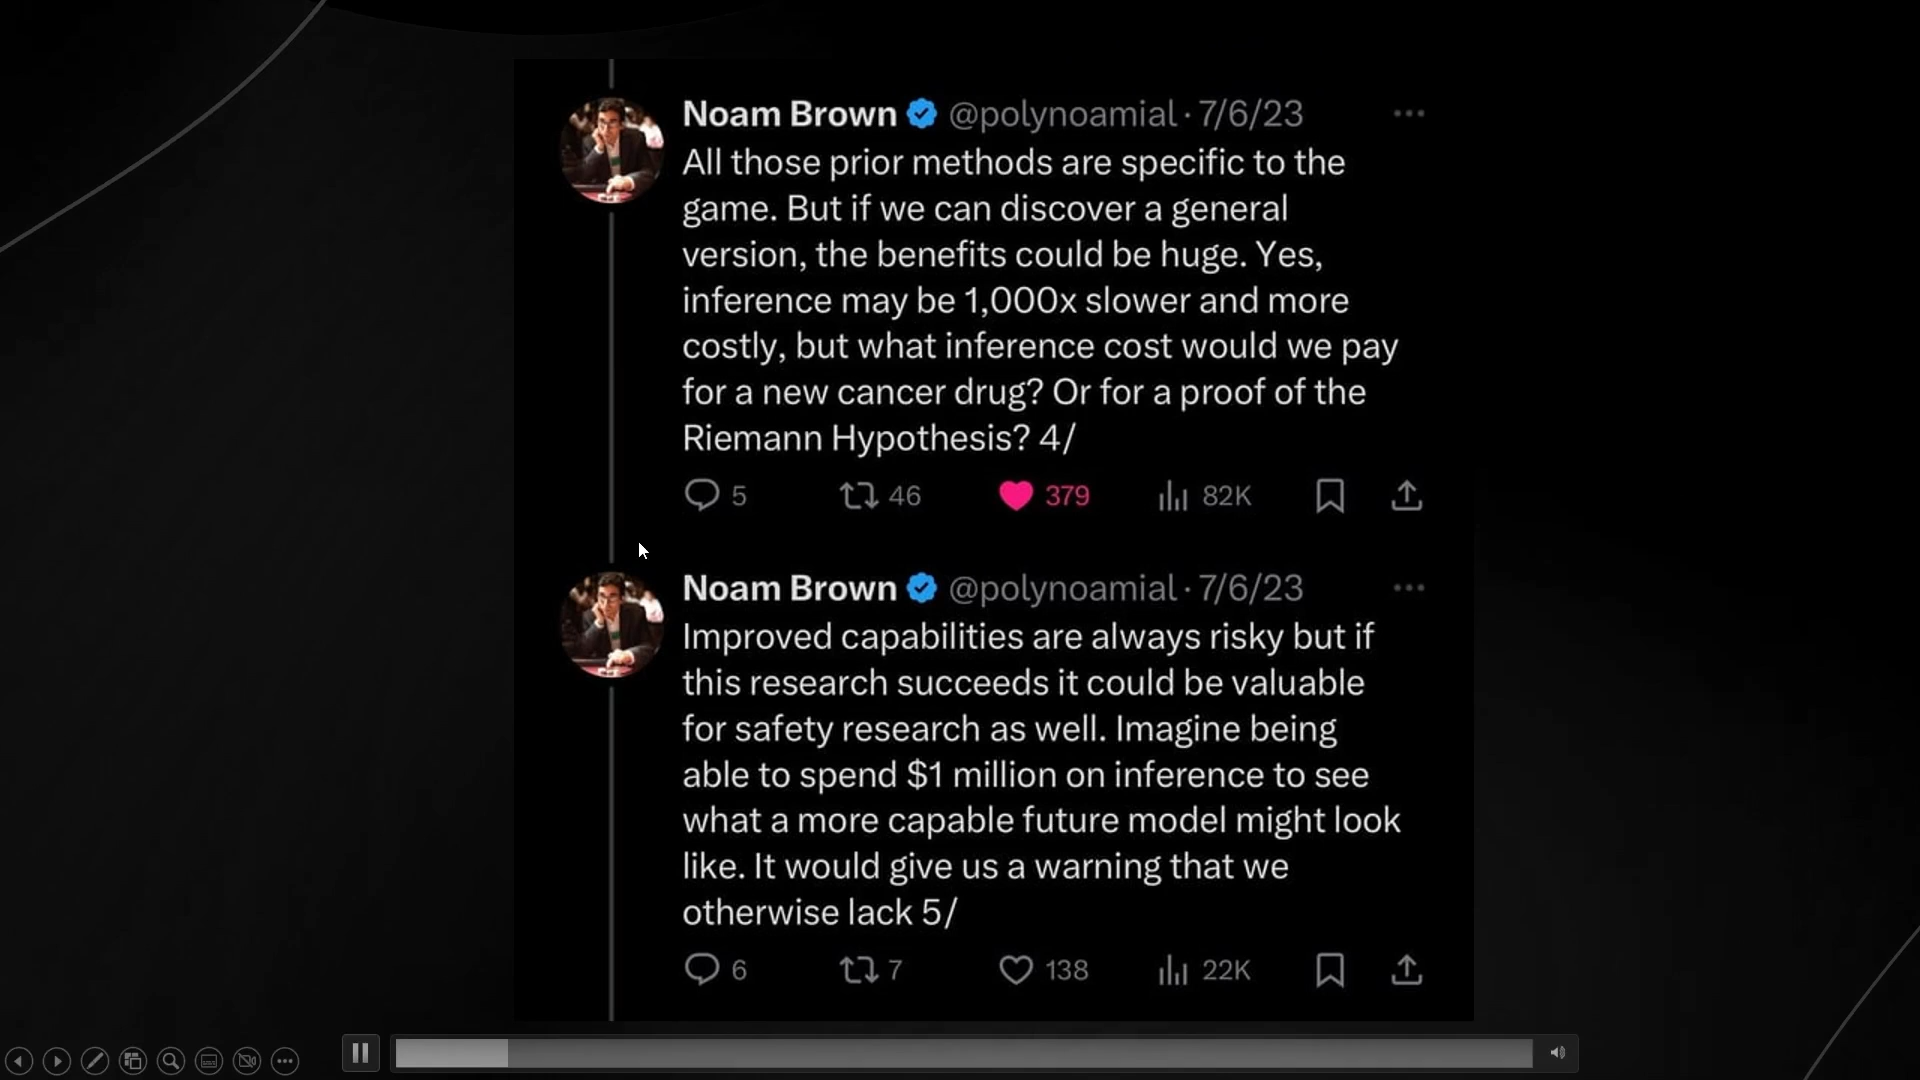 Noam Brown @polynoamial · 7/6/23
All those prior methods are specific to the
game. But if we can discover a general
version, the benefits could be huge. Yes,
inference may be 1,000x slower and more
costly, but what inference cost would we pay
for a new cancer drug? Or for a proof of the
Riemann Hypothesis? 4/
5 46 379 82K
Noam Brown @polynoamial · 7/6/23
Improved capabilities are always risky but if
this research succeeds it could be valuable
for safety research as well. Imagine being
able to spend $1 million on inference to see
what a more capable future model might look
like. It would give us a warning that we
otherwise lack 5/
6 7 138 22K